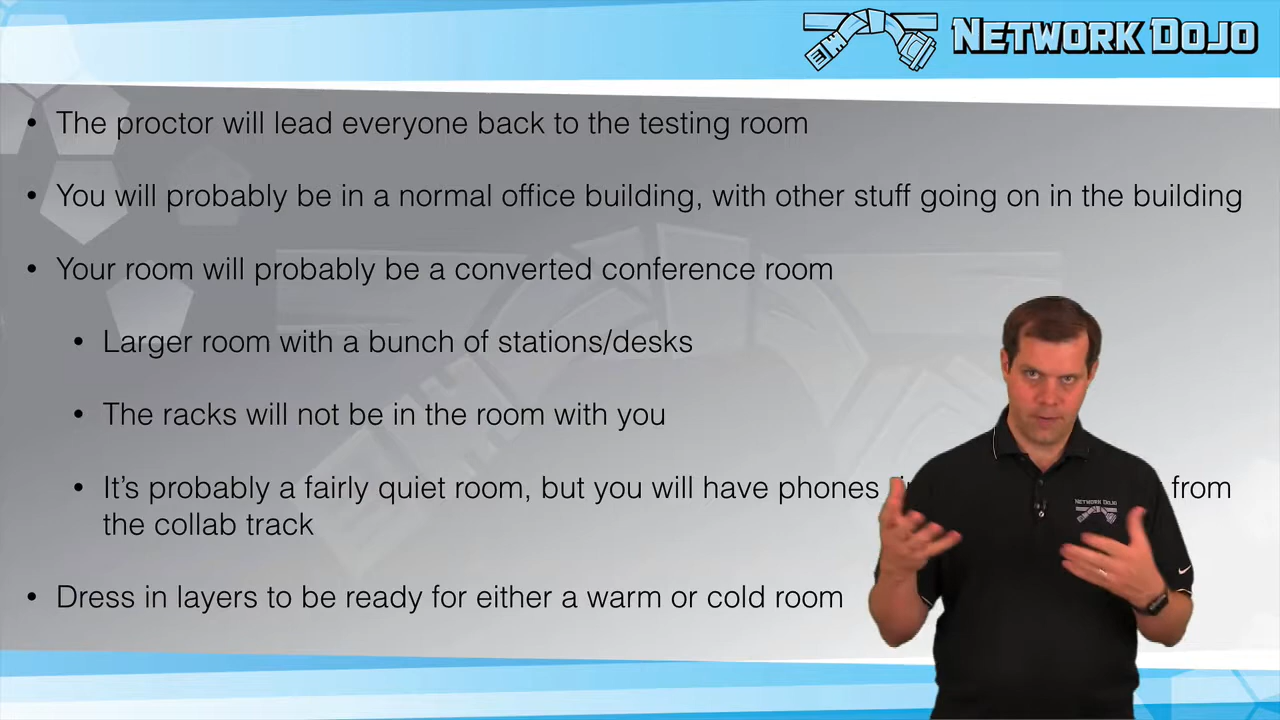 NETWORK DOJO
• The proctor will lead everyone back to the testing room
• You will probably be in a normal office building, with other stuff going on in the building
• Your room will probably be a converted conference room
• Larger room with a bunch of stations/desks
• The racks will not be in the room with you
• It's probably a fairly quiet room, but you will have phones from
the collab track
• Dress in layers to be ready for either a warm or cold room
NETWORK DOJO